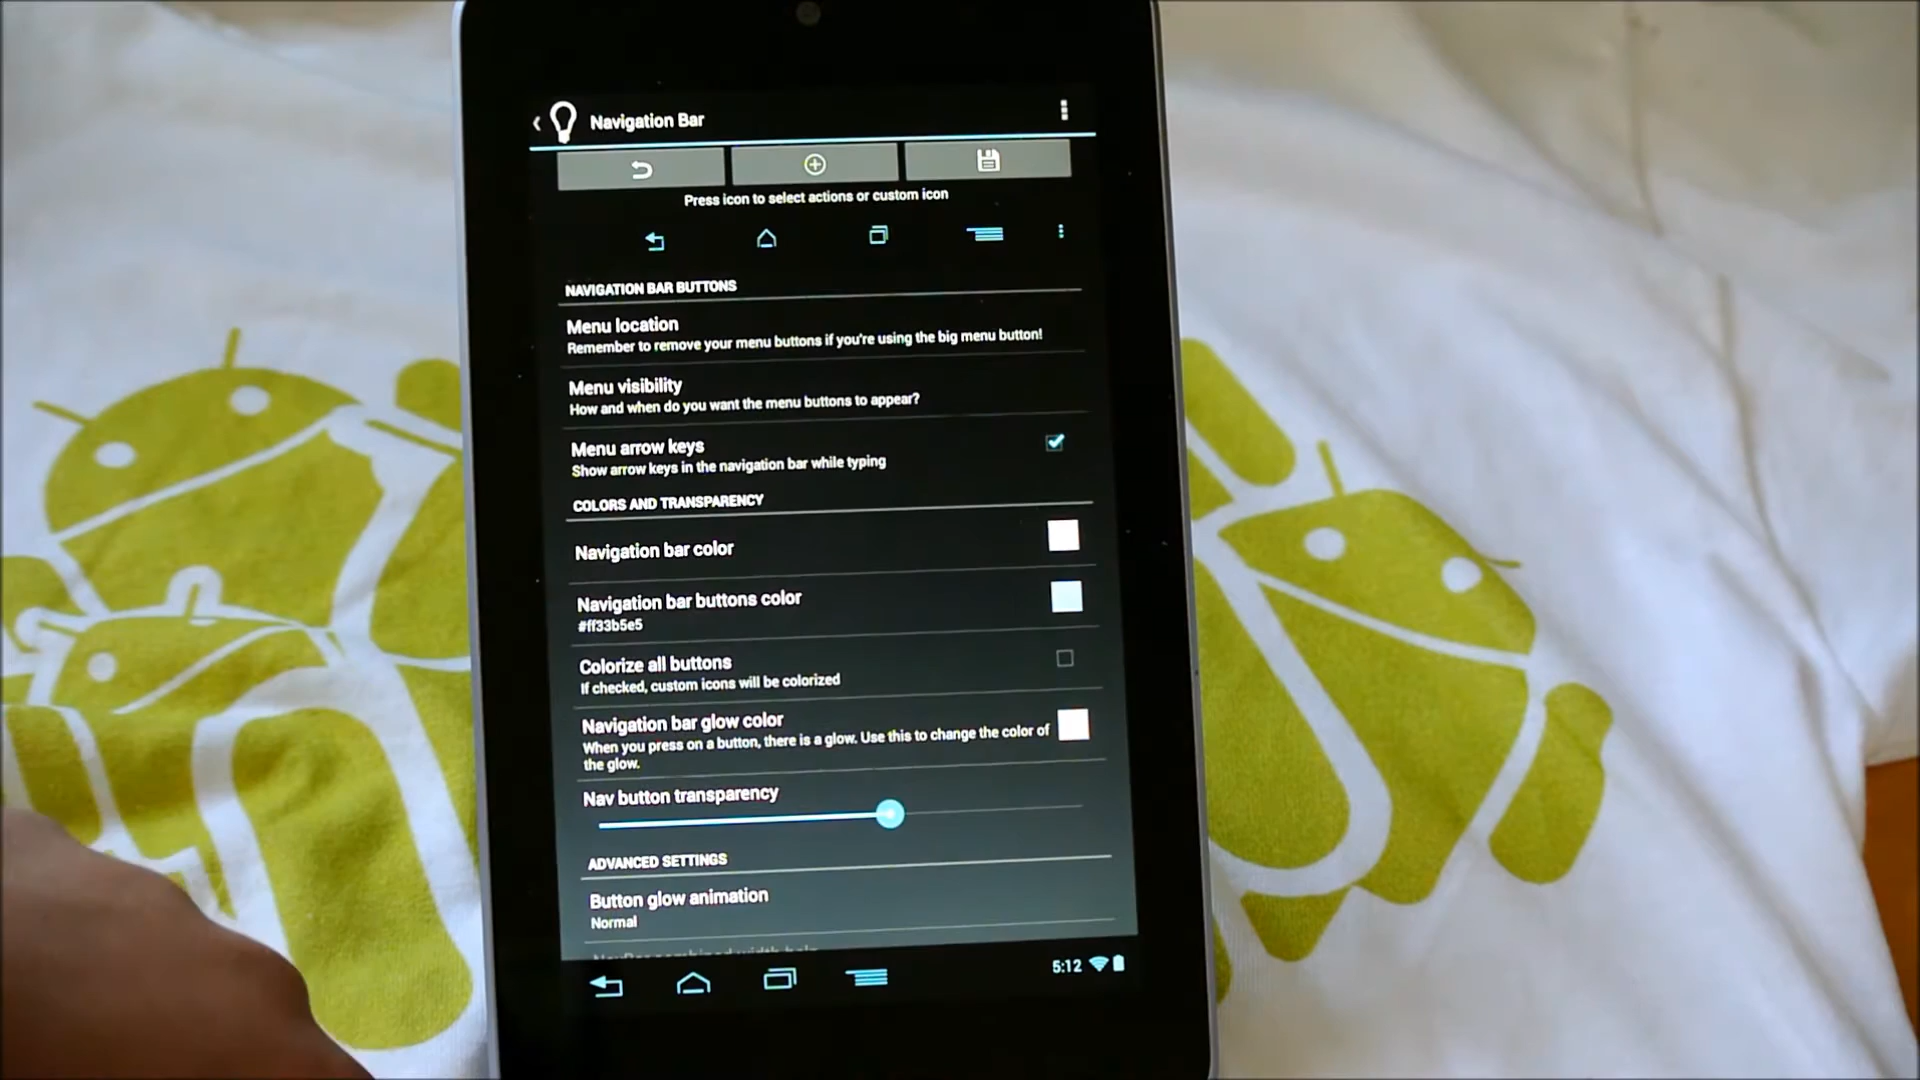 Navigation Bar
Press icon to select actions or custom icon
NAVIGATION BAR BUTTONS
Menu location
Remember to remove your menu buttons if you're using the big menu button!
Menu visibility
How and when do you want the menu buttons to appear?
Menu arrow keys
Show arrow keys in the navigation bar while typing
COLORS AND TRANSPARENCY
Navigation bar color
Navigation bar buttons color
#ff33b5e5
Colorize all buttons
If checked, custom icons will be colorized
Navigation bar glow color
When you press on a button, there is a glow. Use this to change the color of
the glow.
Nav button transparency
ADVANCED SETTINGS
Button glow animation
Normal
5:12